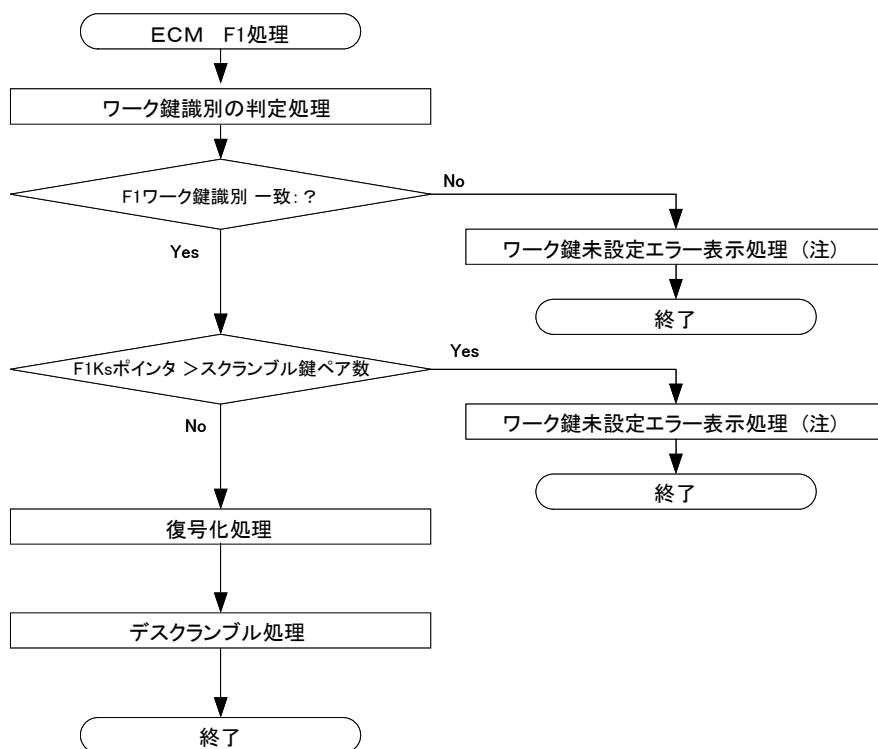 ECM F1処理
ワーク鍵識別の判定処理
F1ワーク鍵識別 一致：？
No
Yes
ワーク鍵未設定エラー表示処理（注）
終了
F1Ksポインタ ＞スクランブル鍵ペア数
Yes
No
ワーク鍵未設定エラー表示処理（注）
終了
復号化処理
デスクランブル処理
終了